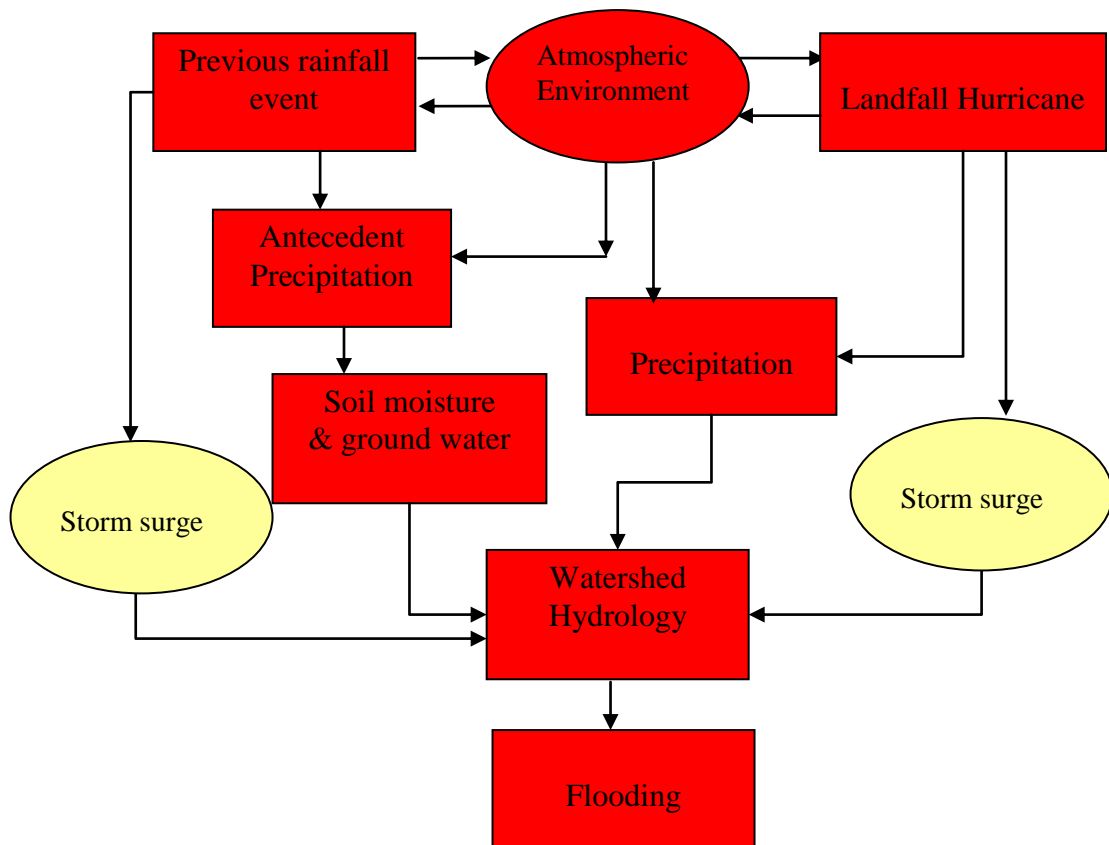 Previous rainfall
event
Atmospheric
Environment
Landfall Hurricane
Antecedent
Precipitation
Precipitation
Soil moisture
& ground water
Storm surge
Storm surge
Watershed
Hydrology
Flooding